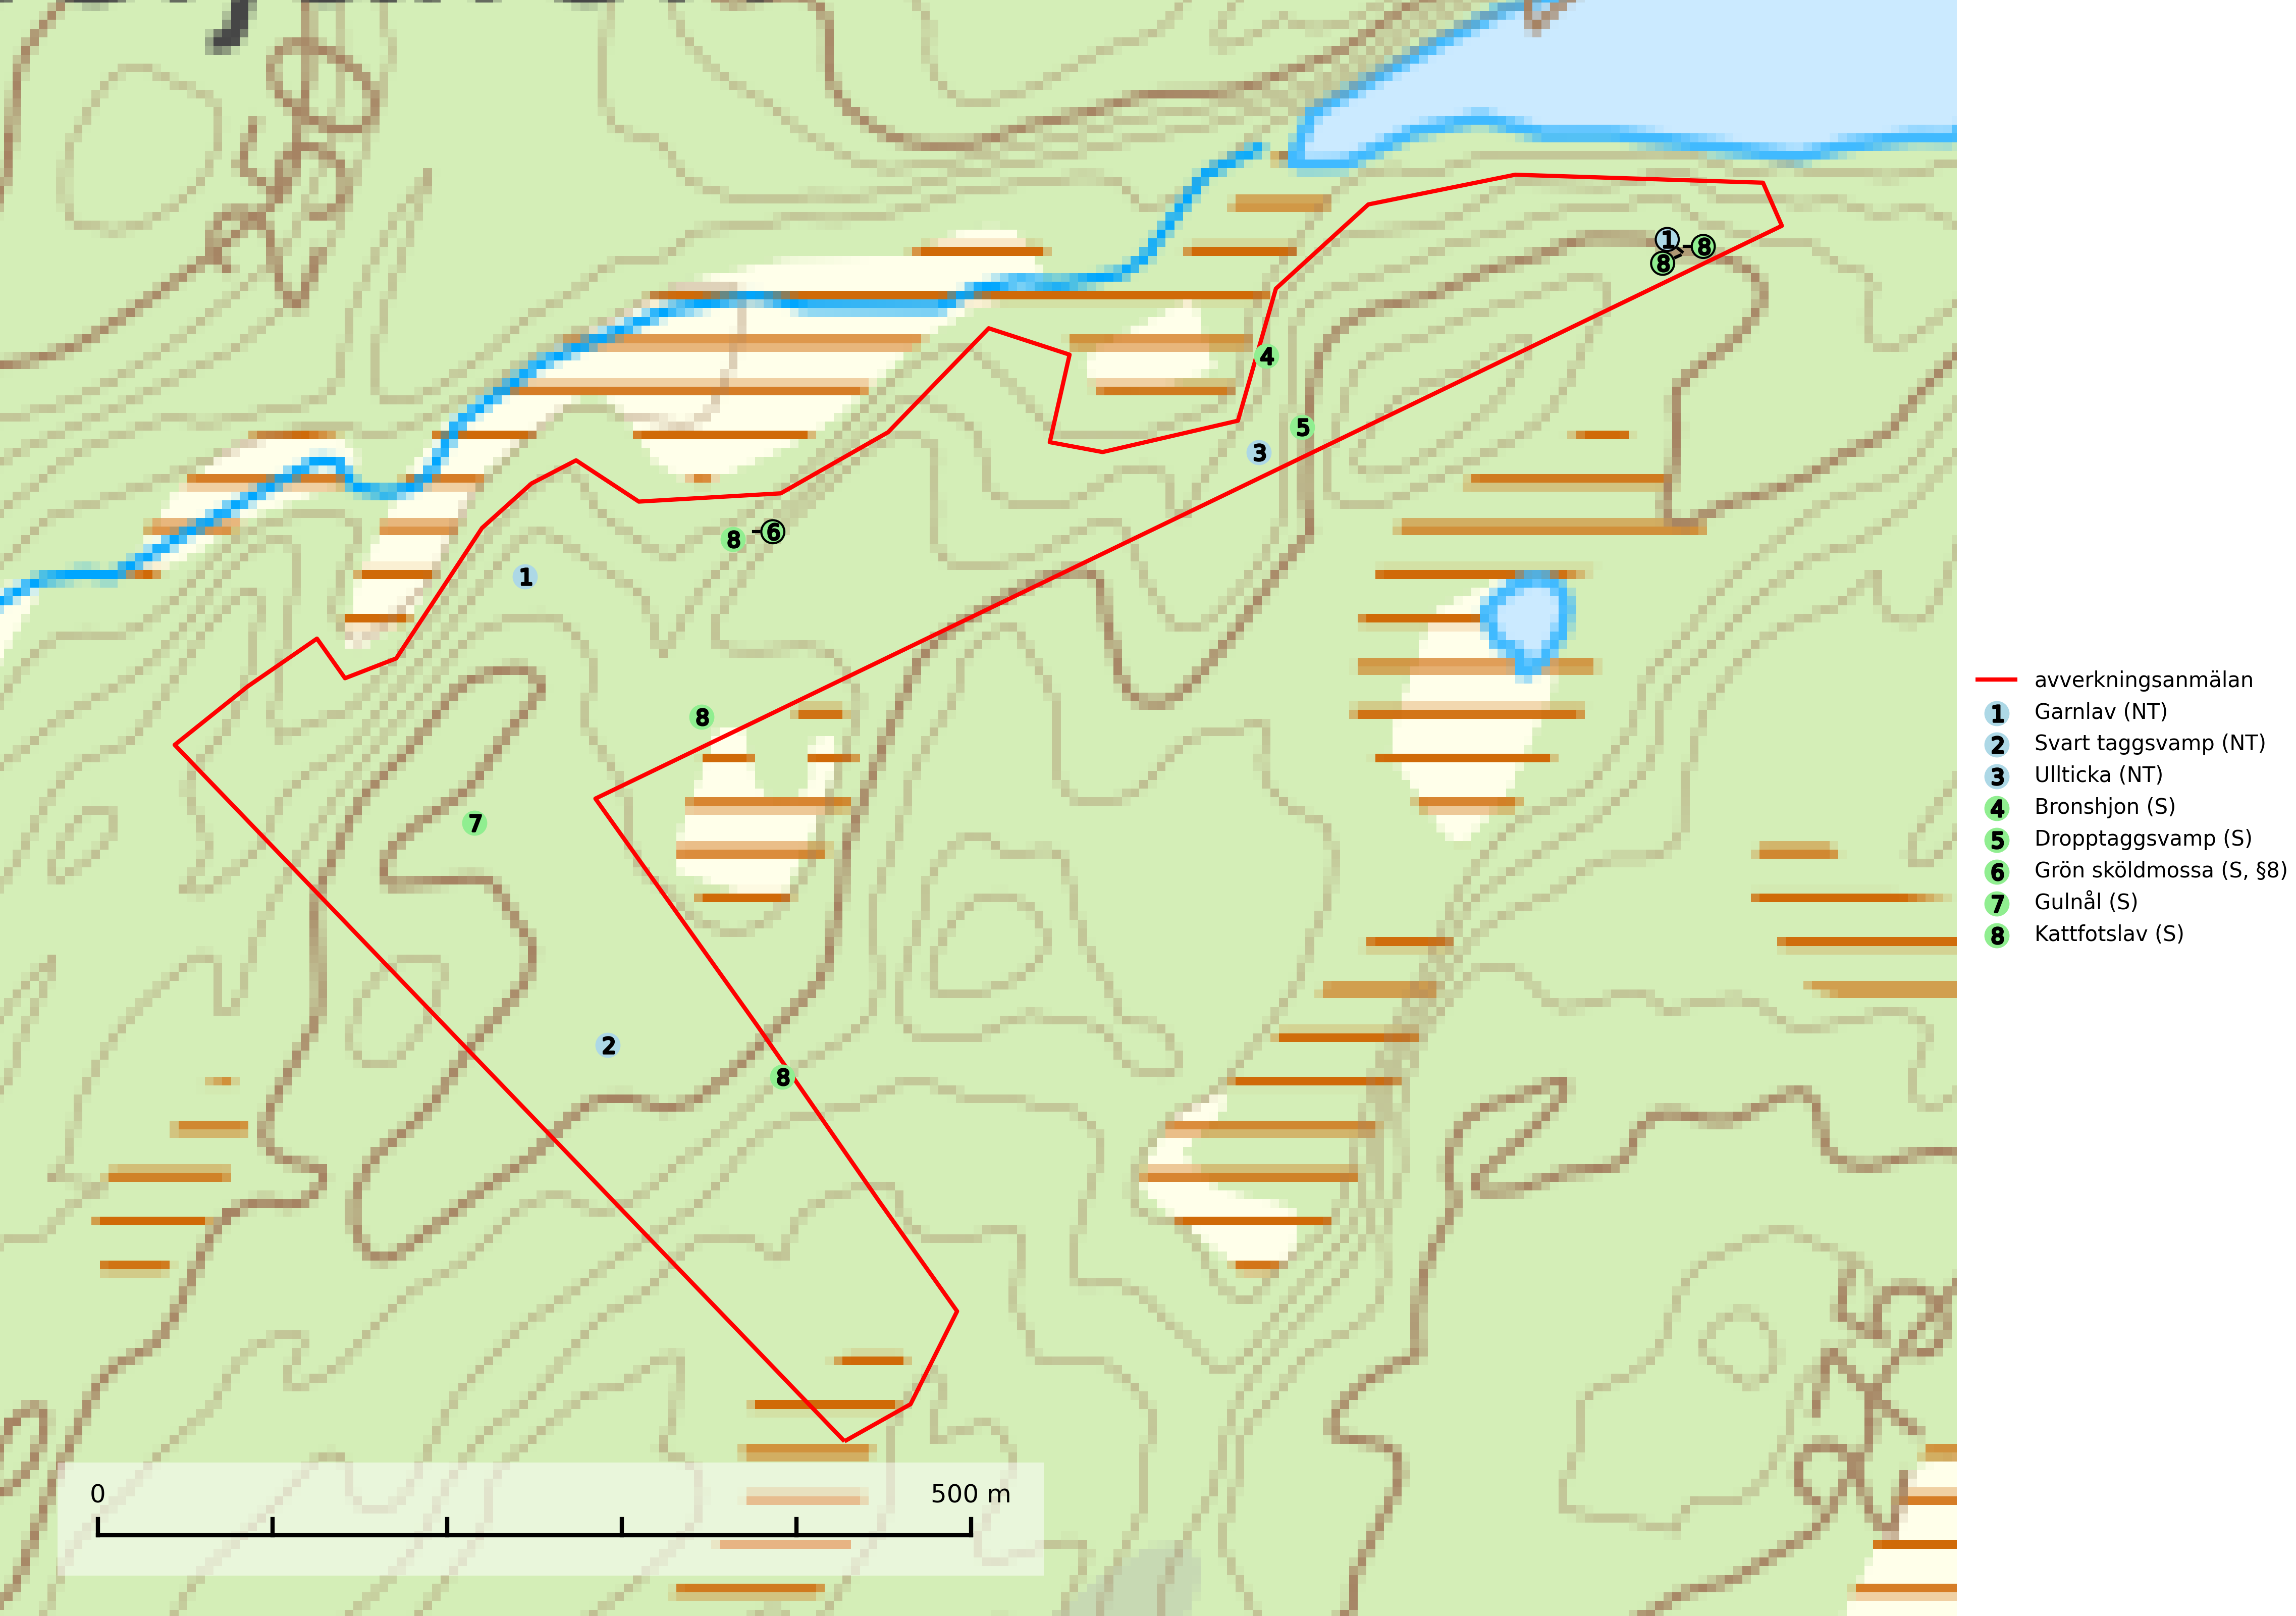 1
8
8
4
5
3
8
6
1
8
7
2
8
0
500 m
avverkningsanmälan
1 Garnlav (NT)
2 Svart taggsvamp (NT)
3 Ullticka (NT)
4 Bronshjon (S)
5 Dropptaggsvamp (S)
6 Grön sköldmossa (S, §8)
7 Gulnål (S)
8 Kattfotslav (S)